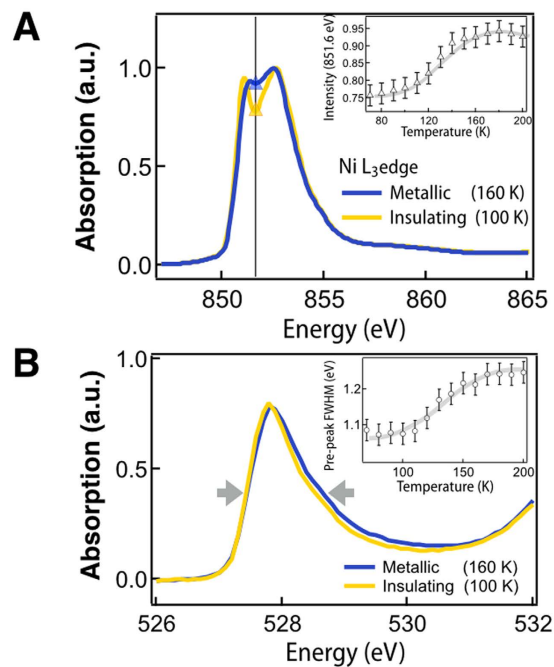 A
Absorption (a.u.)
1.0
0.5
0.0
850
855
860
865
Energy (eV)
Intensity (851.6 eV)
0.95
0.90
0.85
0.80
0.75
80
120
160
200
Temperature (K)
Ni L3edge
Metallic (160 K)
Insulating (100 K)
B
Absorption (a.u.)
1.0
0.5
0.0
526
528
530
532
Energy (eV)
Pre-peak FWHM (eV)
1.2
1.1
100
150
200
Temperature (K)
Metallic (160 K)
Insulating (100 K)